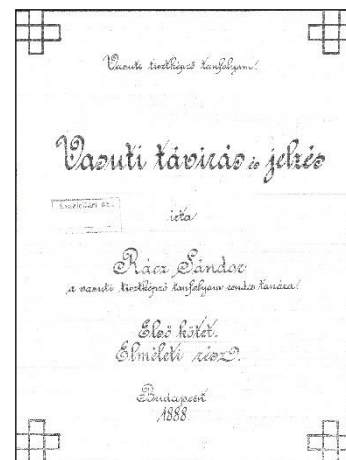 Vasuti tisztképző tanfolyam.
Vasuti távirás és jelzés
irta
Rácz Sándor
a vasuti tisztképző tanfolyam rendes tanára.
Első kötet.
Elméleti rész.
Budapest
1888.